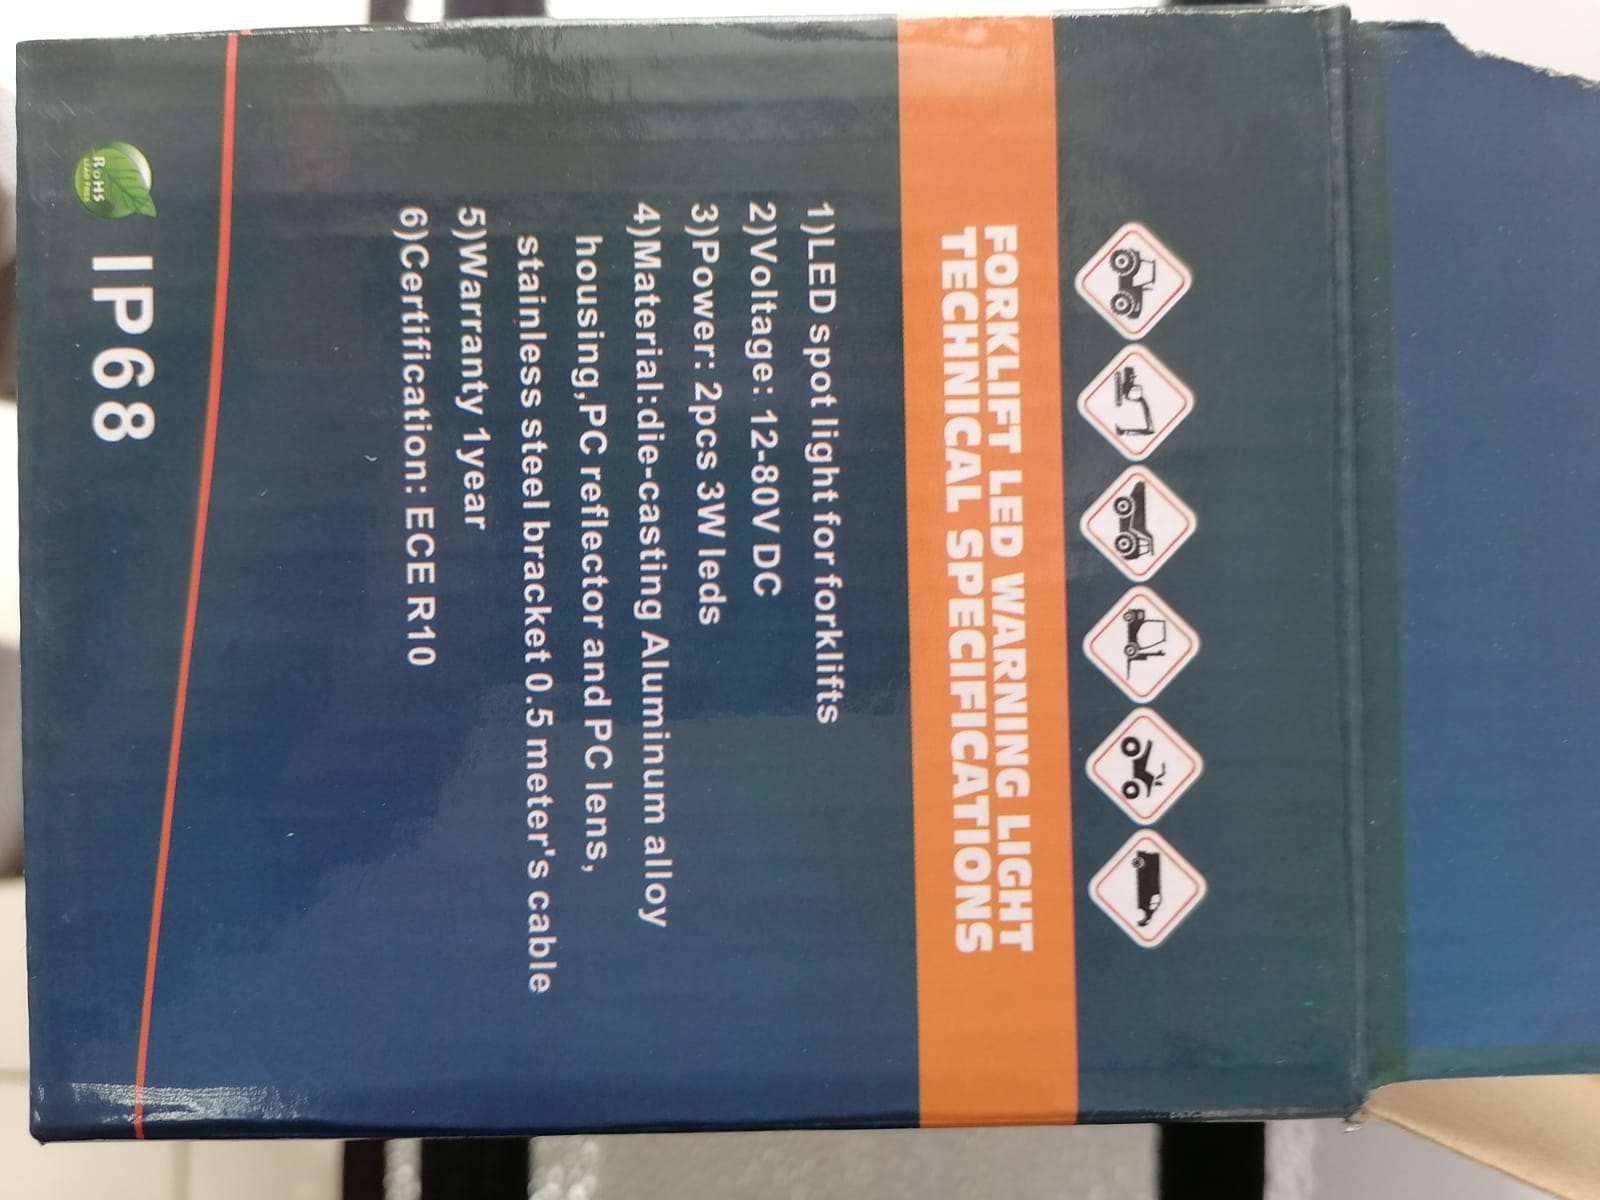 FORKLIFT LED WARNING LIGHT
TECHNICAL SPECIFICATIONS
1)LED spot light for forklifts
2)Voltage: 12-80V DC
3)Power: 2pcs 3W leds
4)Material:die-casting Aluminum alloy
housing,PC reflector and PC lens,
stainless steel bracket 0.5 meter's cable
5)Warranty 1year
6)Certification: ECE R10
RoHS
LEAD FREE
IP68